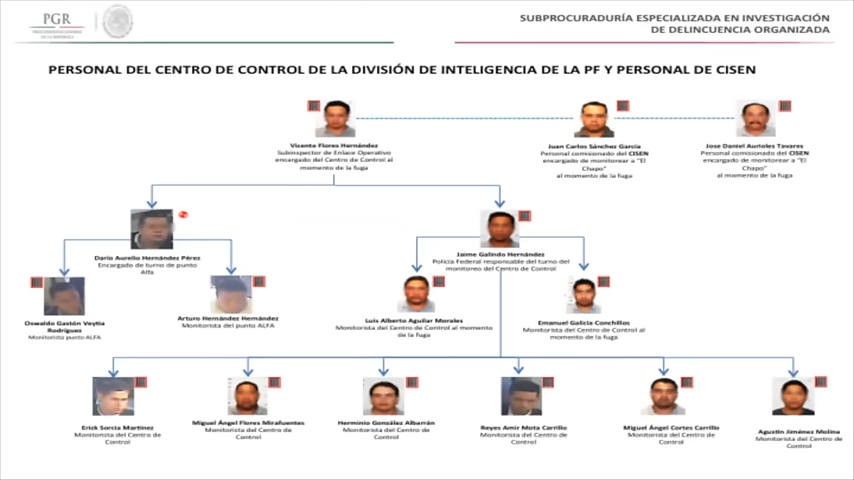 PGR
PROCURADURÍA GENERAL
DE LA REPÚBLICA
SUBPROCURADURÍA ESPECIALIZADA EN INVESTIGACIÓN
DE DELINCUENCIA ORGANIZADA
PERSONAL DEL CENTRO DE CONTROL DE LA DIVISIÓN DE INTELIGENCIA DE LA PF Y PERSONAL DE CISEN
Vicente Flores Hernández
Subinspector de Enlace Operativo
encargado del Centro de Control al
momento de la fuga
Juan Carlos Sánchez García
Personal comisionado del CISEN
encargado de monitorear a "El
Chapo"
al momento de la fuga
Jose Daniel Aurioles Tavares
Personal comisionado del CISEN
encargado de monitorear a "El
Chapo"
al momento de la fuga
Darío Aurelio Hernández Pérez
Encargado de turno de punto
Alfa
Jaime Galindo Hernández
Policía Federal responsable del turno del
monitoreo del Centro de Control
Oswaldo Gastón Veytia
Rodríguez
Monitorista punto ALFA
Arturo Hernández Hernández
Monitorista del punto ALFA
Luis Alberto Aguilar Morales
Monitorista del Centro de Control al momento
de la fuga
Emanuel Galicia Conchillos
Monitorista del Centro de Control al
momento de la fuga
Erick Sorcia Martínez
Monitorista del Centro de
Control
Miguel Ángel Flores Mirafuentes
Monitorista del Centro de
Control
Herminio González Albarrán
Monitorista del Centro de
Control
Reyes Amir Mota Carrillo
Monitorista del Centro de
Control
Miguel Ángel Cortes Carrillo
Monitorista del Centro de
Control
Agustín Jiménez Molina
Monitorista del Centro de
Control